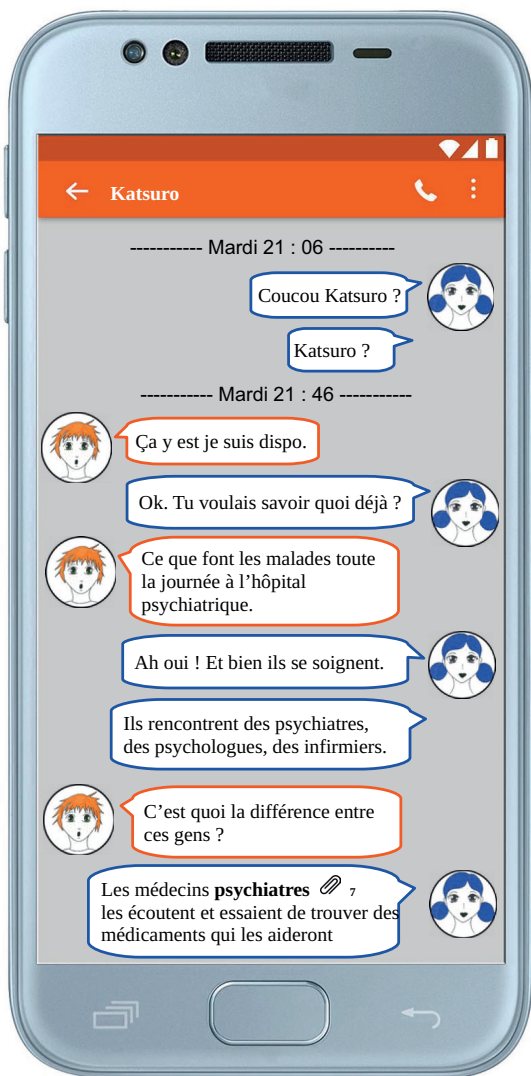 Katsuro
----------- Mardi 21 : 06 ----------
Coucou Katsuro ?
Katsuro ?
----------- Mardi 21 : 46 -----------
Ça y est je suis dispo.
Ok. Tu voulais savoir quoi déjà ?
Ce que font les malades toute
la journée à l’hôpital
psychiatrique.
Ah oui ! Et bien ils se soignent.
Ils rencontrent des psychiatres,
des psychologues, des infirmiers.
C’est quoi la différence entre
ces gens ?
Les médecins psychiatres 7
les écoutent et essaient de trouver des
médicaments qui les aideront